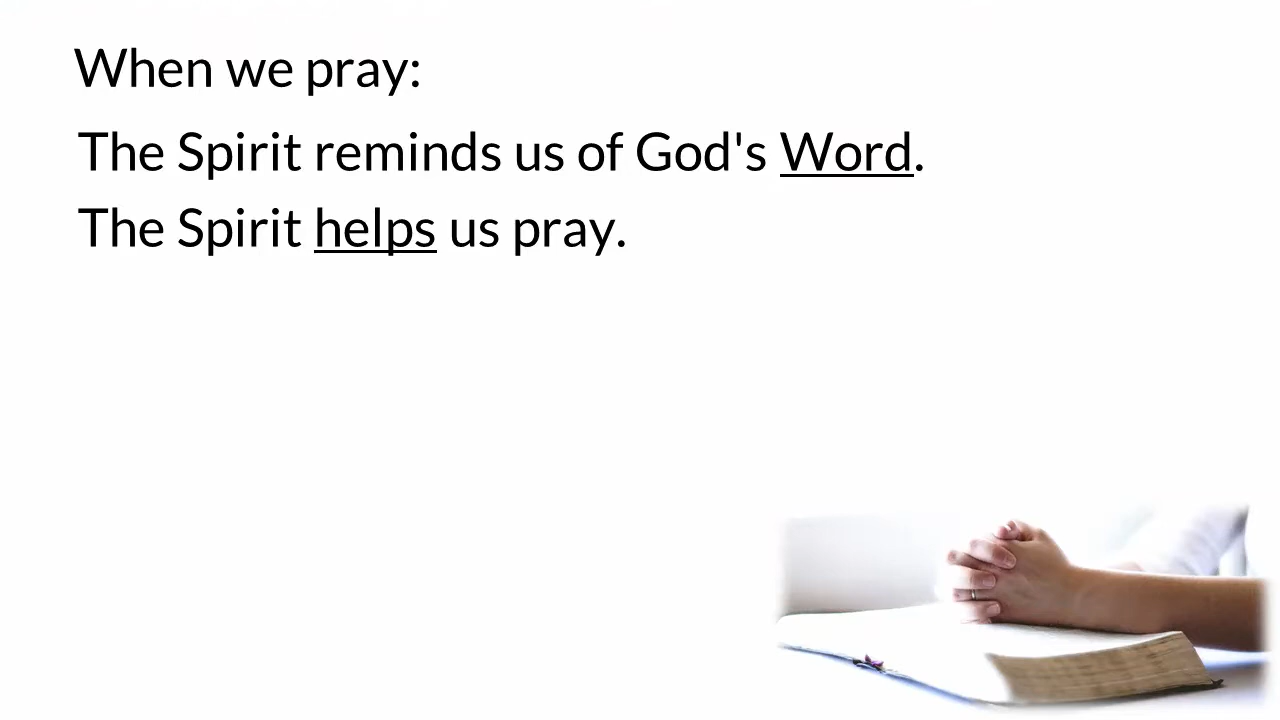 When we pray:
The Spirit reminds us of God's Word.
The Spirit helps us pray.